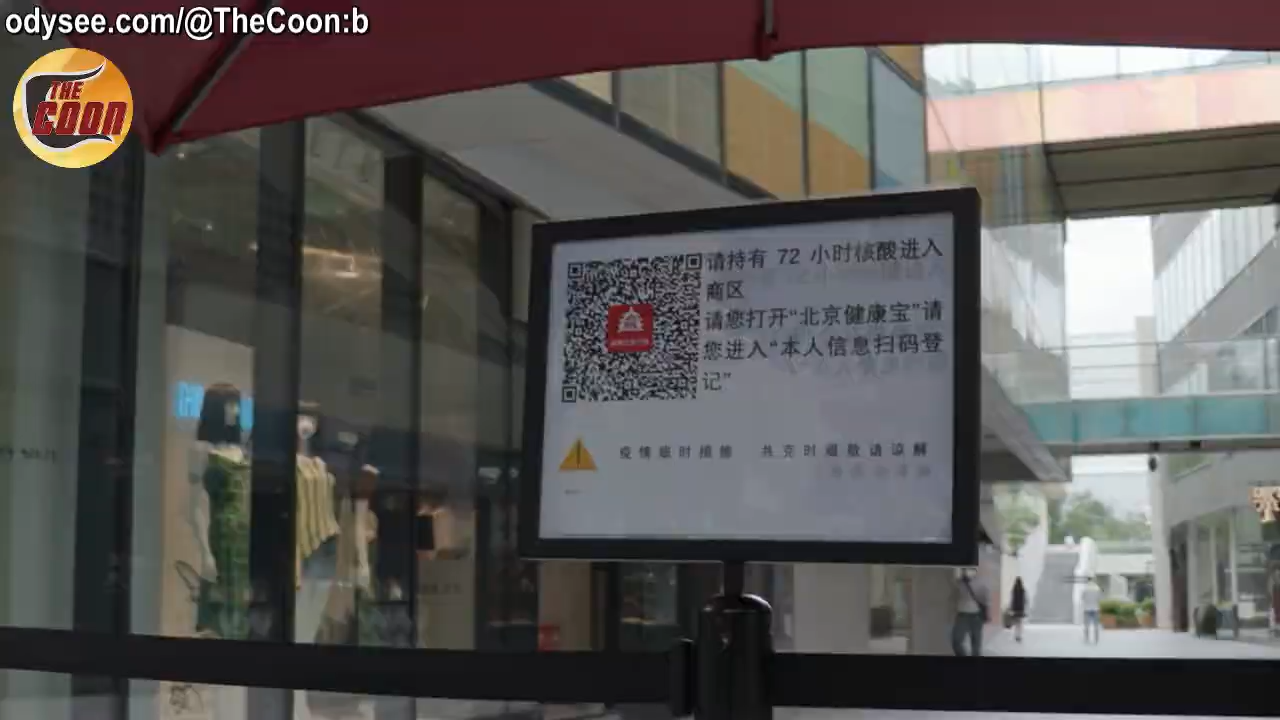 odysee.com/@TheCoon:b
THE
COON
请持有 72 小时核酸进入
商区
请您打开“北京健康宝”请
您进入“本人信息扫码登
记”
疫情临时措施 共克时艰敬请谅解